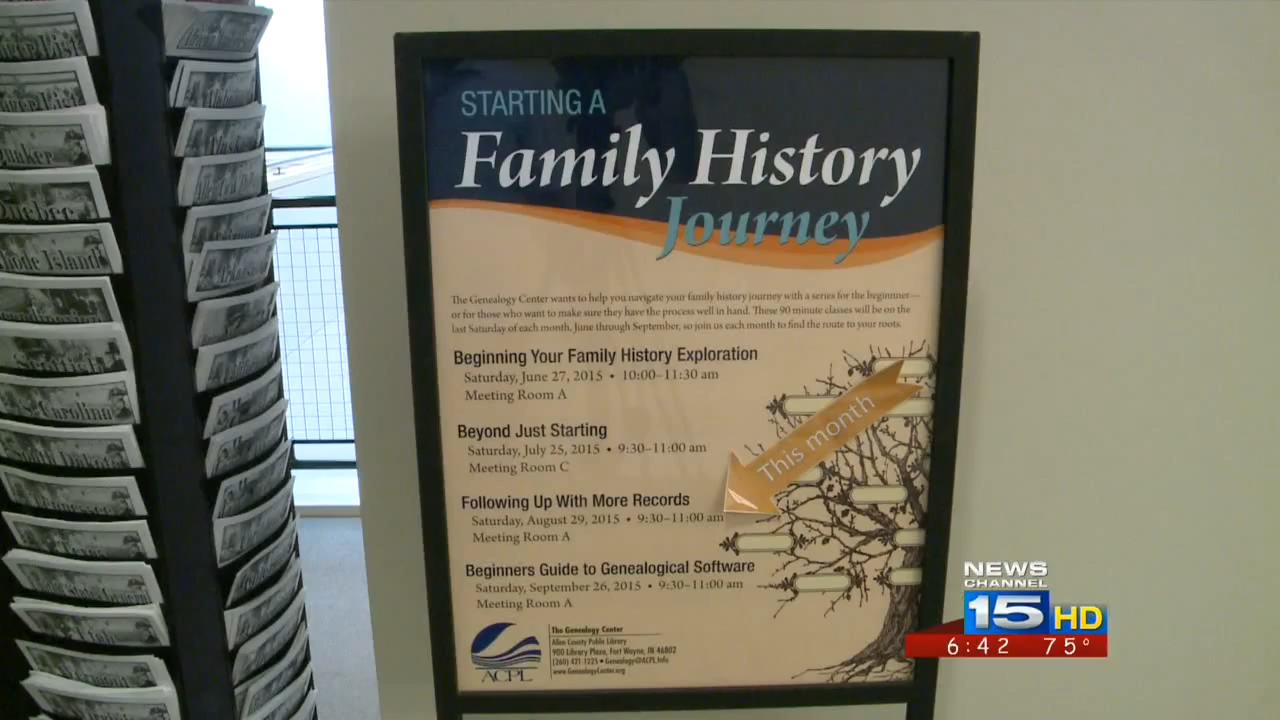 STARTING A
Family History
Journey
The Genealogy Center wants to help you navigate your family history journey with a series for the beginnner—
or for those who want to make sure they have the process well in hand. These 90 minute classes will be on the
last Saturday of each month, June through September, so join us each month to find the route to your roots.
Beginning Your Family History Exploration
Saturday, June 27, 2015 • 10:00–11:30 am
Meeting Room A
Beyond Just Starting
Saturday, July 25, 2015 • 9:30–11:00 am
Meeting Room C
This month
Following Up With More Records
Saturday, August 29, 2015 • 9:30–11:00 am
Meeting Room A
Beginners Guide to Genealogical Software
Saturday, September 26, 2015 • 9:30–11:00 am
Meeting Room A
ACPL
The Genealogy Center
Allen County Public Library
900 Library Plaza, Fort Wayne, IN 46802
(260) 421-1225 • Genealogy@ACPL.Info
www.GenealogyCenter.org
Quebec
Rhode Island
Carolina
NEWS
CHANNEL
15 HD
6:42 75°